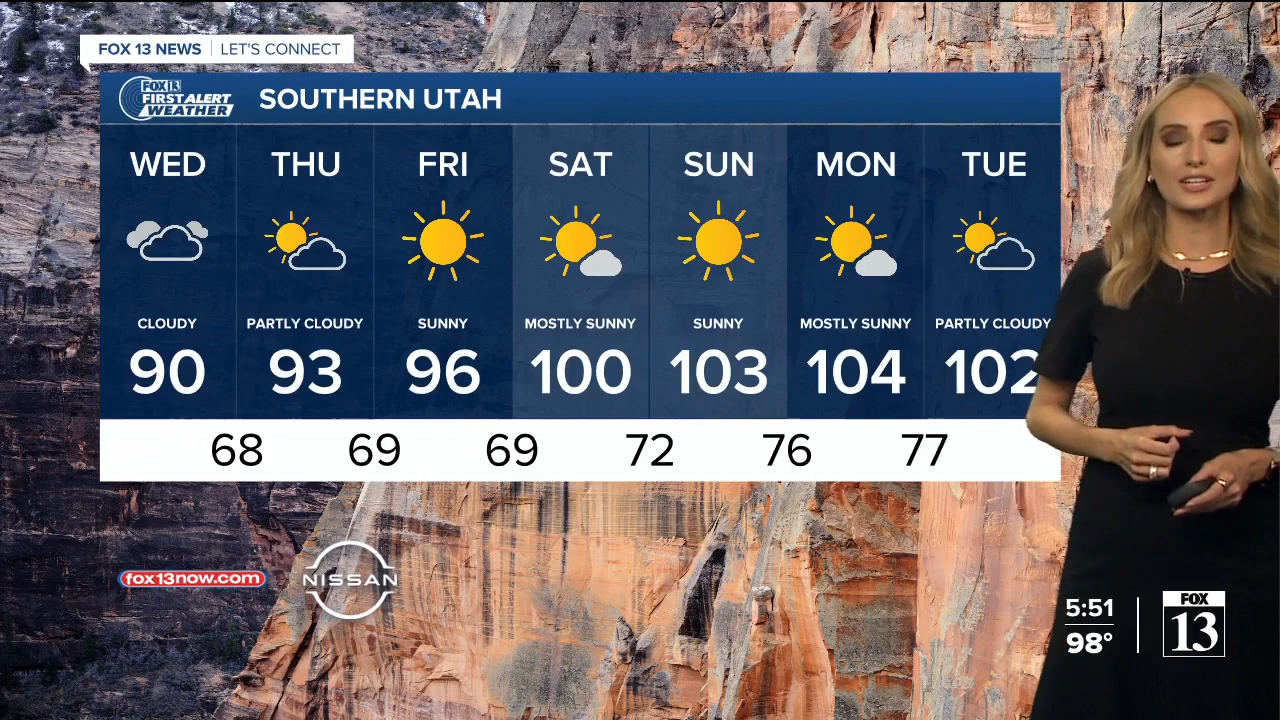 FOX 13 NEWS | LET'S CONNECT
FOX 13
FIRST ALERT
WEATHER
SOUTHERN UTAH
WED THU FRI SAT SUN MON TUE
CLOUDY PARTLY CLOUDY SUNNY MOSTLY SUNNY SUNNY MOSTLY SUNNY PARTLY CLOUDY
90 93 96 100 103 104 102
68 69 69 72 76 77
fox13now.com
NISSAN
5:51
98°
FOX
13